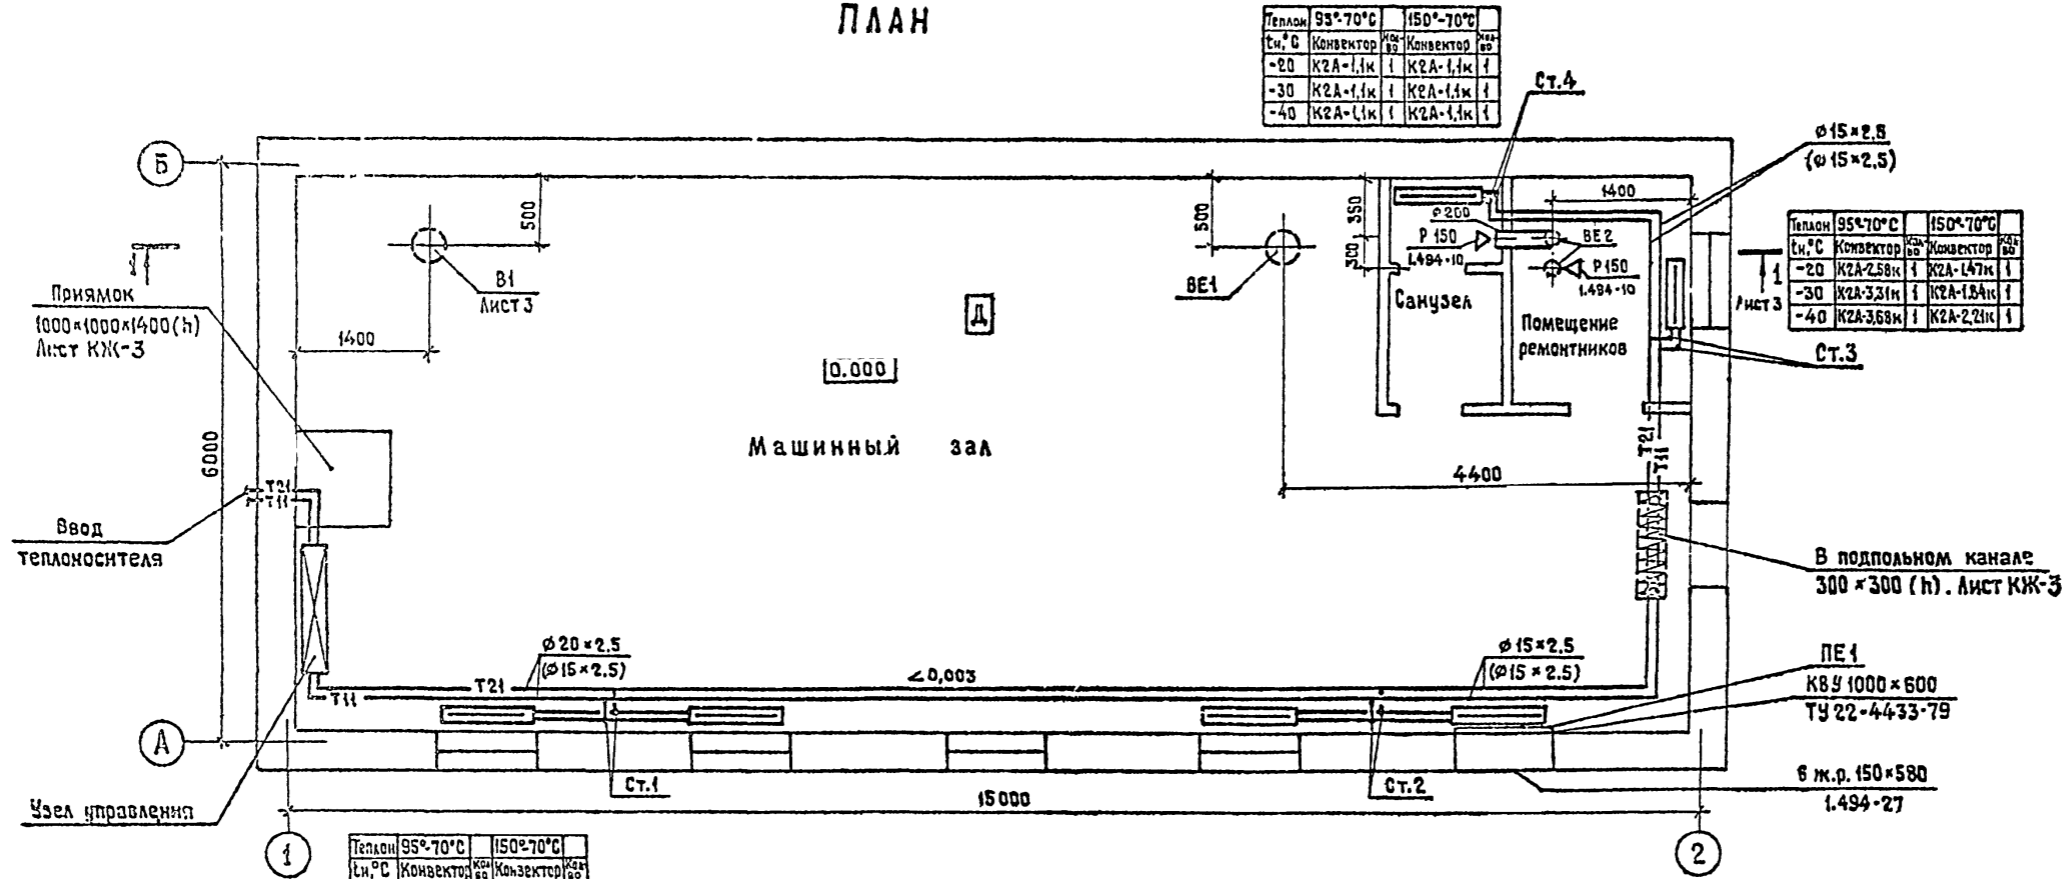 ПЛАН
Теплон 95°-70°С 150°-70°С
tн,°С Конвектор Кол-во Конвектор Кол-во
-20 К2А-1,1к 1 К2А-1,1к 1
-30 К2А-1,1к 1 К2А-1,1к 1
-40 К2А-1,1к 1 К2А-1,1к 1
Ст.4
ø15×2.5
(ø15×2,5)
Б
500
500
350
300
1400
ø200
Р 150
1.494-10
ВЕ2
Р150
1.494-10
Теплон 95°-70°С 150°-70°С
tн,°С Конвектор Кол-во Конвектор Кол-во
-20 К2А-2,58к 1 К2А-1,47к 1
-30 К2А-3,31к 1 К2А-1,84к 1
-40 К2А-3,68к 1 К2А-2,21к 1
1
Лист 3
1
Приямок
1000×1000×1400(h)
Лист КЖ-3
В1
Лист 3
ВЕ1
Д
Санузел
Помещение
ремонтников
Ст.3
1400
0.000
6000
Машинный зал
Т21
Т11
4400
Т21
Т11
Ввод
теплоносителя
В подпольном канале
300×300 (h). Лист КЖ-3
ø20×2.5
(ø15×2.5)
∠0,003
ø15×2.5
(ø15×2.5)
ПЕ1
КВУ 1000×600
ТУ 22-4433-79
Т21
Т11
А
Узел управления
Ст.1
Ст.2
15000
6 ж.р. 150×580
1.494-27
1
2
Теплон 95°-70°С 150°-70°С
tн,°С Конвектор Кол-во Конвектор Кол-во